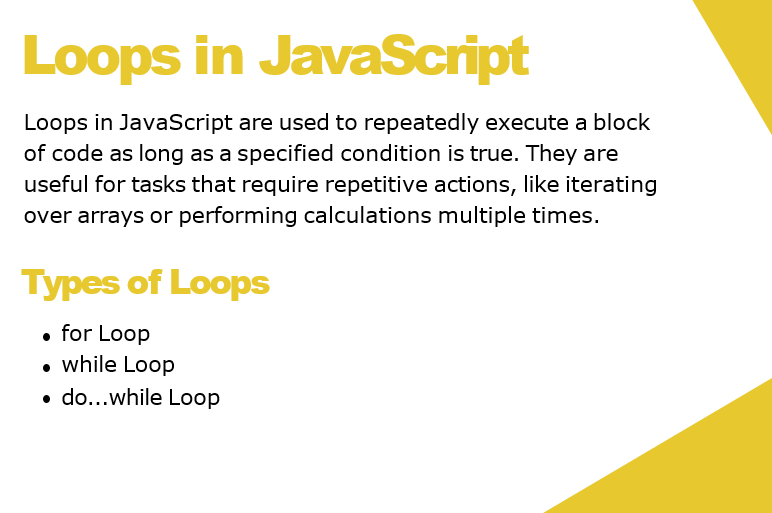 Loops in JavaScript
Loops in JavaScript are used to repeatedly execute a block
of code as long as a specified condition is true. They are
useful for tasks that require repetitive actions, like iterating
over arrays or performing calculations multiple times.
Types of Loops
• for Loop
• while Loop
• do...while Loop